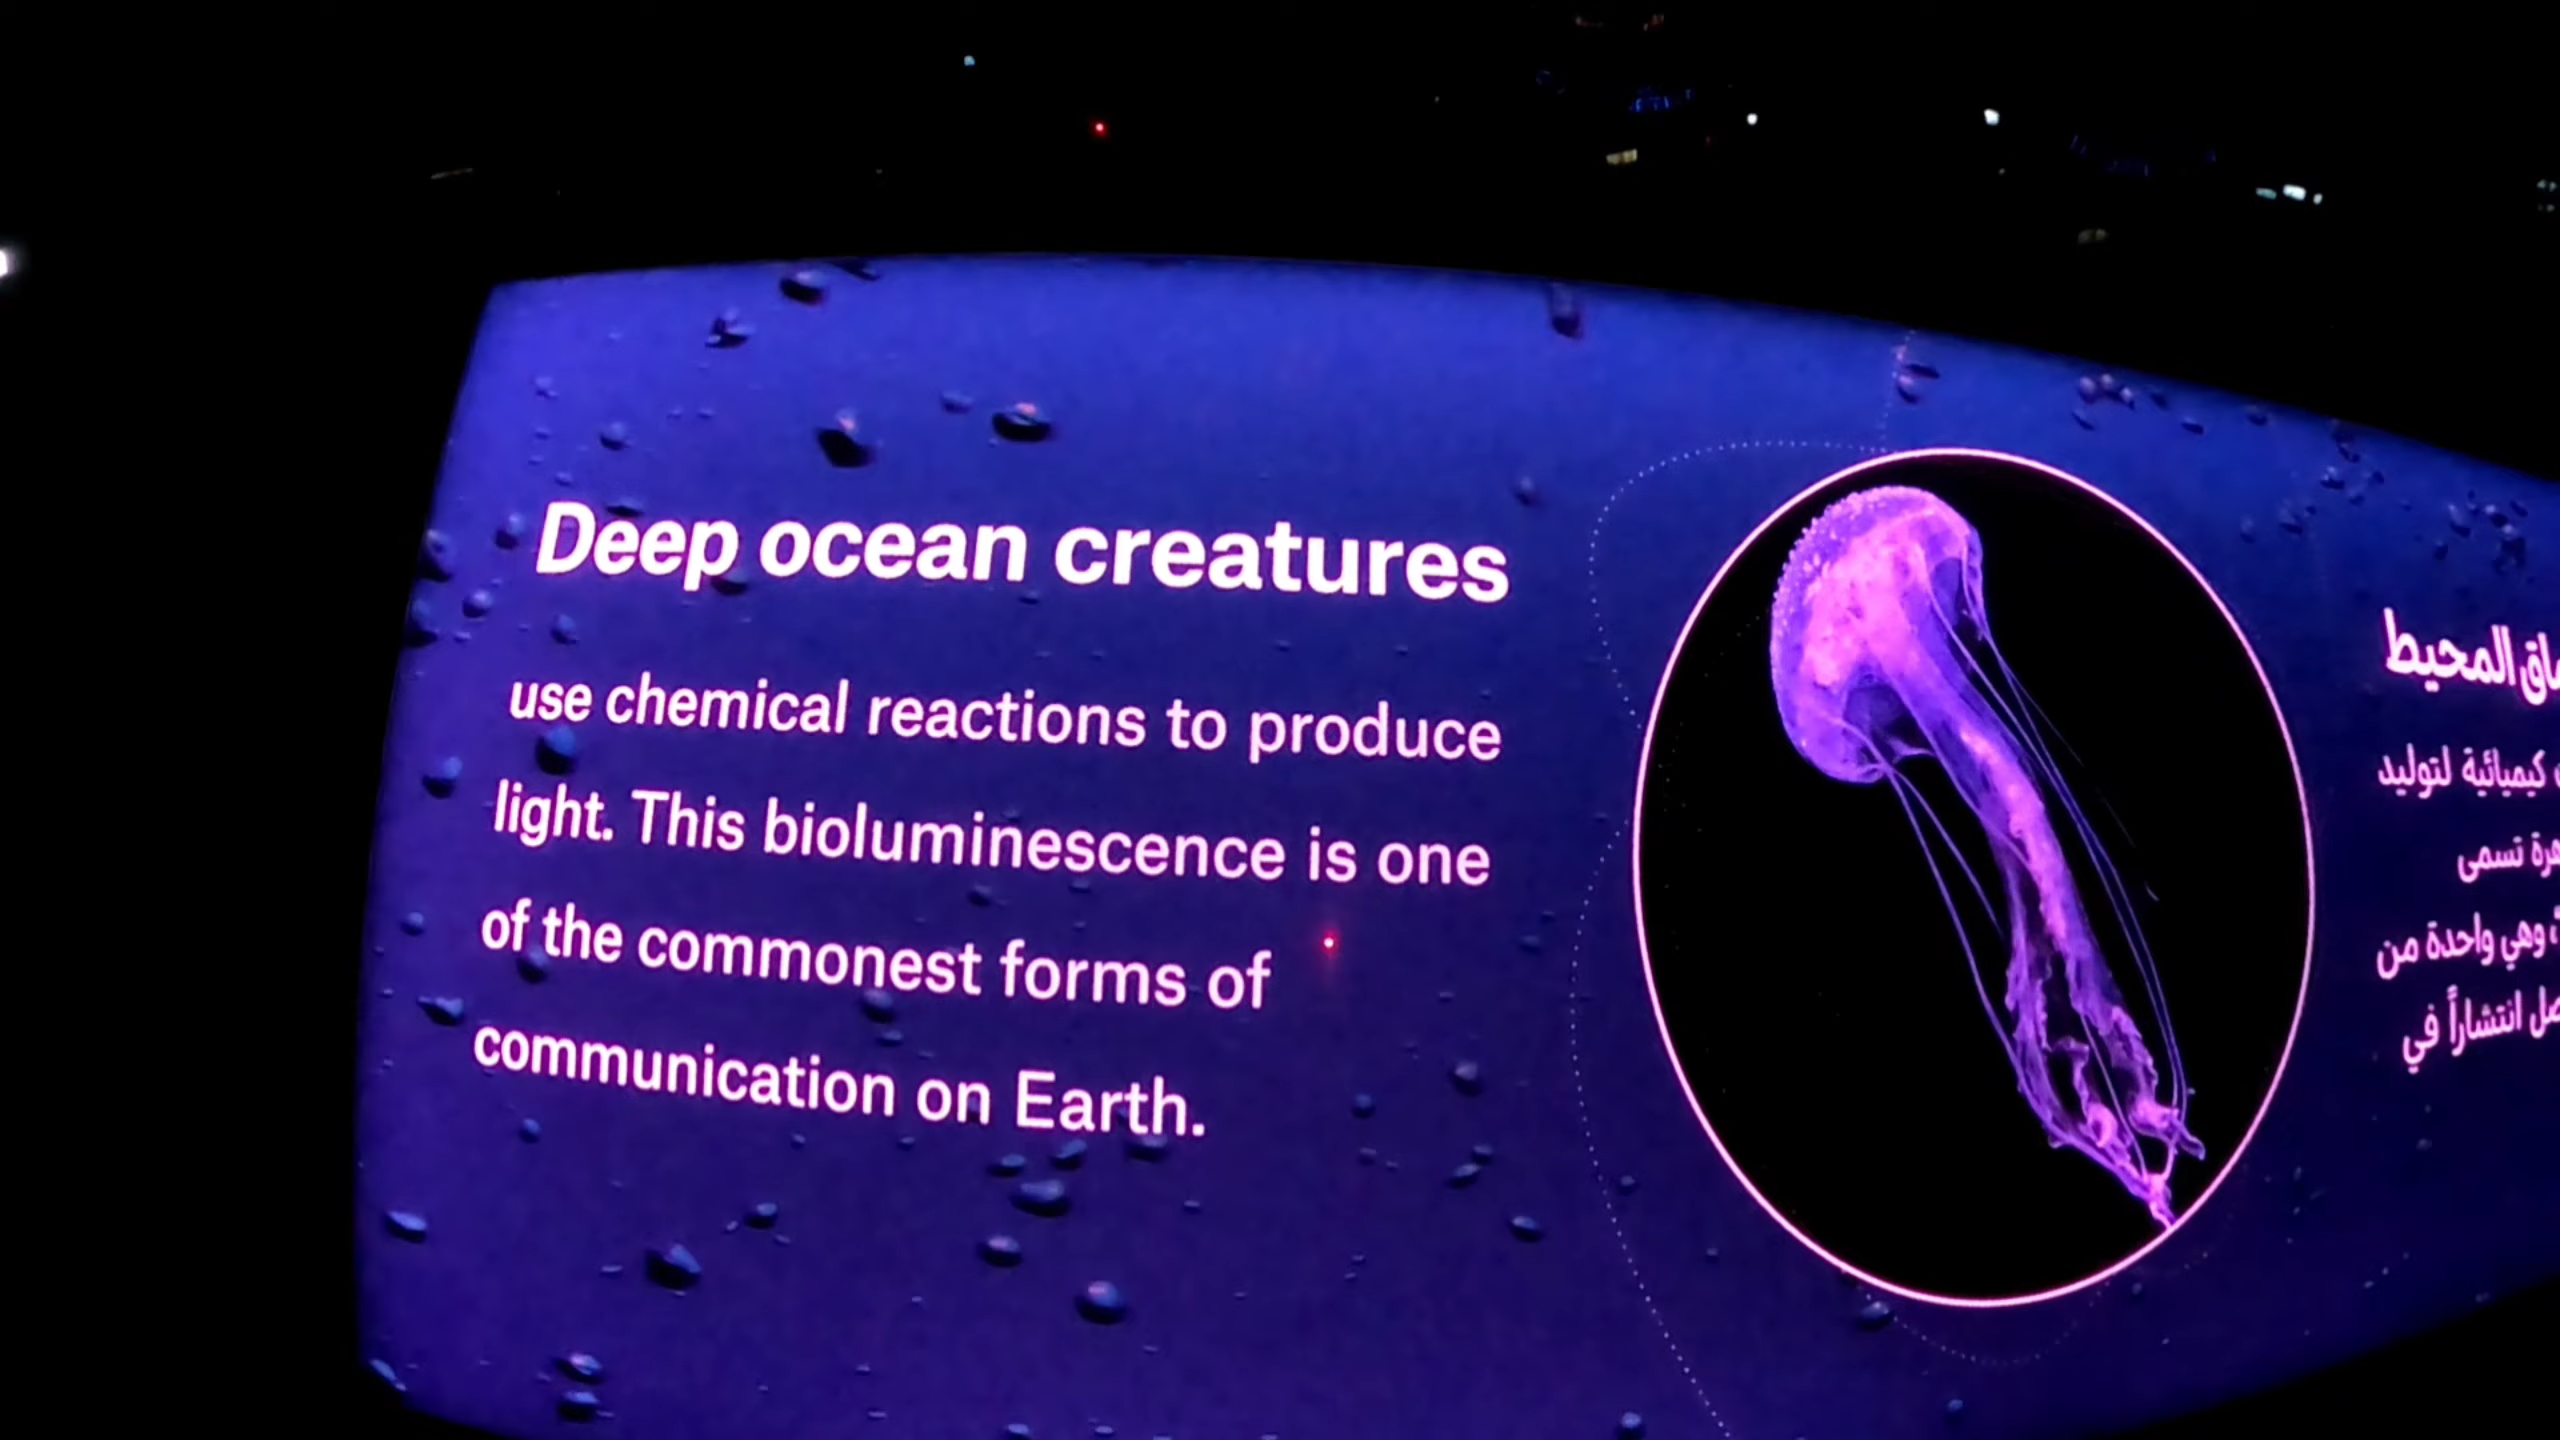 Deep ocean creatures
use chemical reactions to produce
light. This bioluminescence is one
of the commonest forms of
communication on Earth.
المحيط
كيميائية لتوليد
تسمى
وهي واحدة من
انتشاراً في